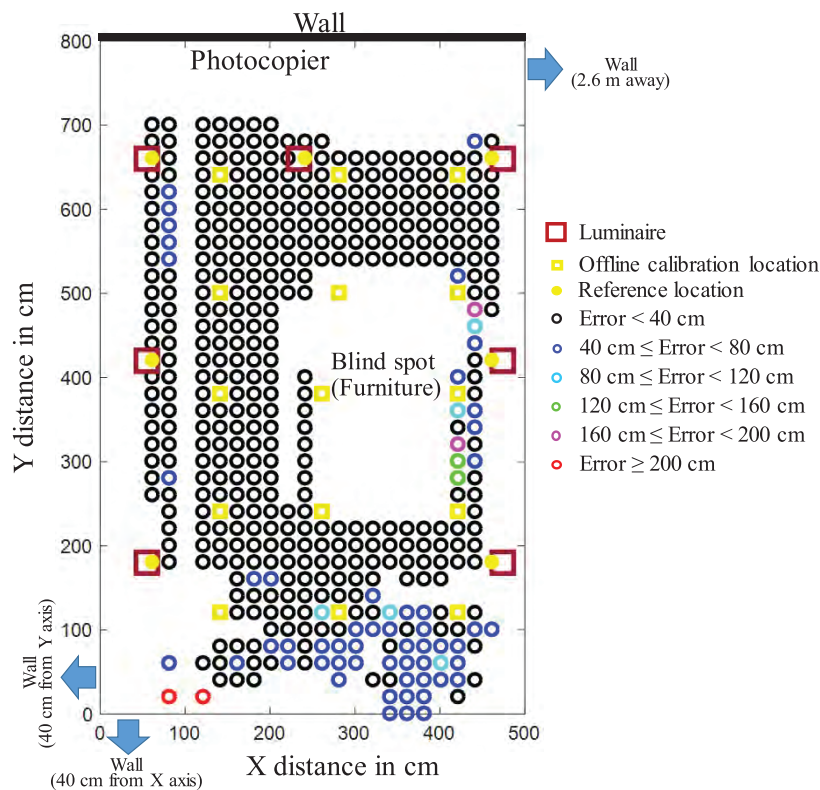 Wall
800
Photocopier
Wall
(2.6 m away)
700
600
500
400
300
200
100
0
Y distance in cm
Blind spot
(Furniture)
Luminaire
Offline calibration location
Reference location
Error < 40 cm
40 cm ≤ Error < 80 cm
80 cm ≤ Error < 120 cm
120 cm ≤ Error < 160 cm
160 cm ≤ Error < 200 cm
Error ≥ 200 cm
Wall
(40 cm from Y axis)
0
100
200
300
400
500
Wall
(40 cm from X axis)
X distance in cm